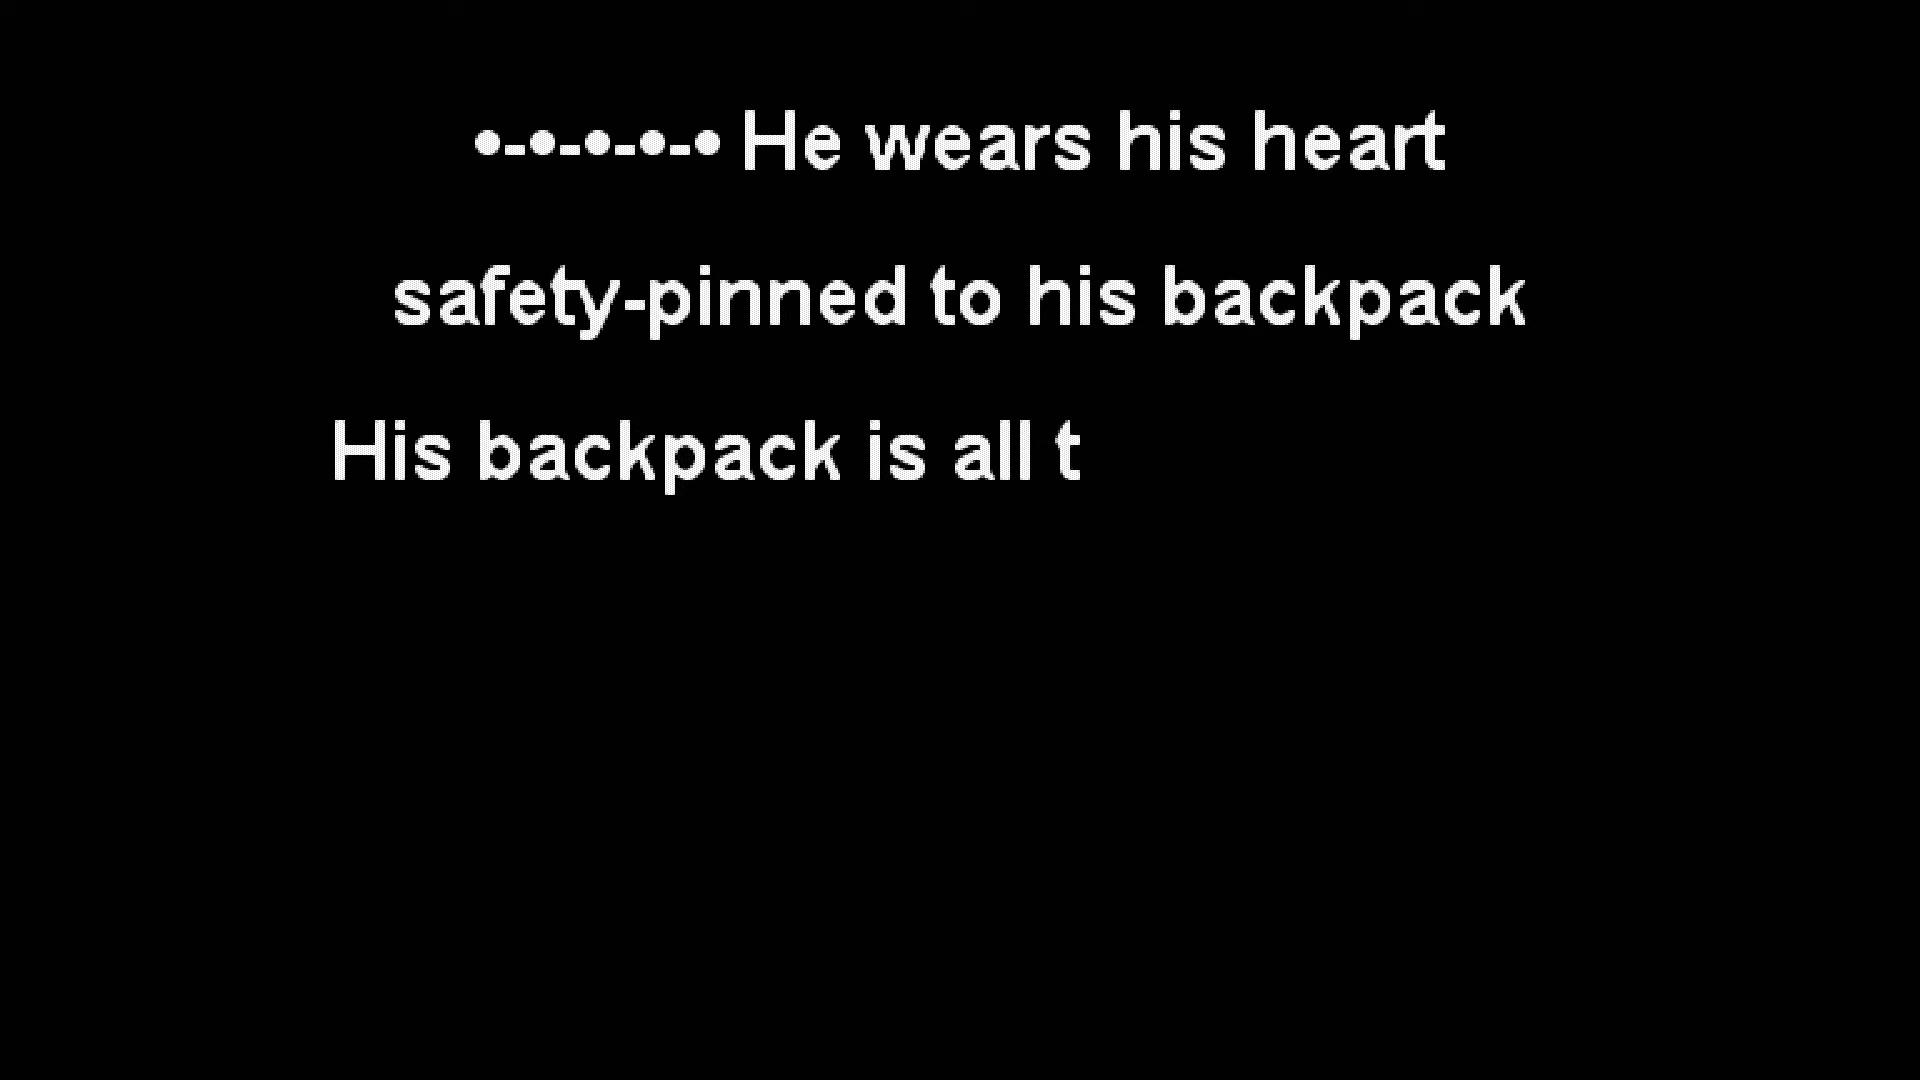 •-•-•-•-• He wears his heart
safety-pinned to his backpack
His backpack is all t